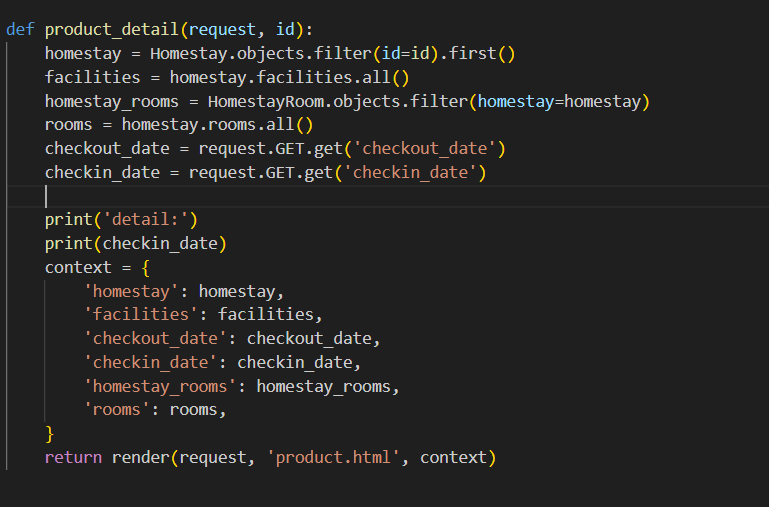 def product_detail(request, id):
    homestay = Homestay.objects.filter(id=id).first()
    facilities = homestay.facilities.all()
    homestay_rooms = HomestayRoom.objects.filter(homestay=homestay)
    rooms = homestay.rooms.all()
    checkout_date = request.GET.get('checkout_date')
    checkin_date = request.GET.get('checkin_date')
    print('detail:')
    print(checkin_date)
    context = {
        'homestay': homestay,
        'facilities': facilities,
        'checkout_date': checkout_date,
        'checkin_date': checkin_date,
        'homestay_rooms': homestay_rooms,
        'rooms': rooms,
    }
    return render(request, 'product.html', context)